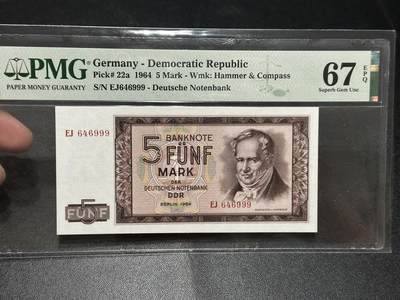 PMG
PAPER MONEY GUARANTY
Germany - Democratic Republic
Pick# 22a 1964 5 Mark - Wmk: Hammer & Compass
S/N EJ646999 - Deutsche Notenbank
67 EPQ
Superb Gem Unc
BANKNOTE
5 FÜNF
MARK
DER
DEUTSCHEN NOTENBANK
DDR
BERLIN 1964
EJ 646999
EJ 646999
5
FÜNF